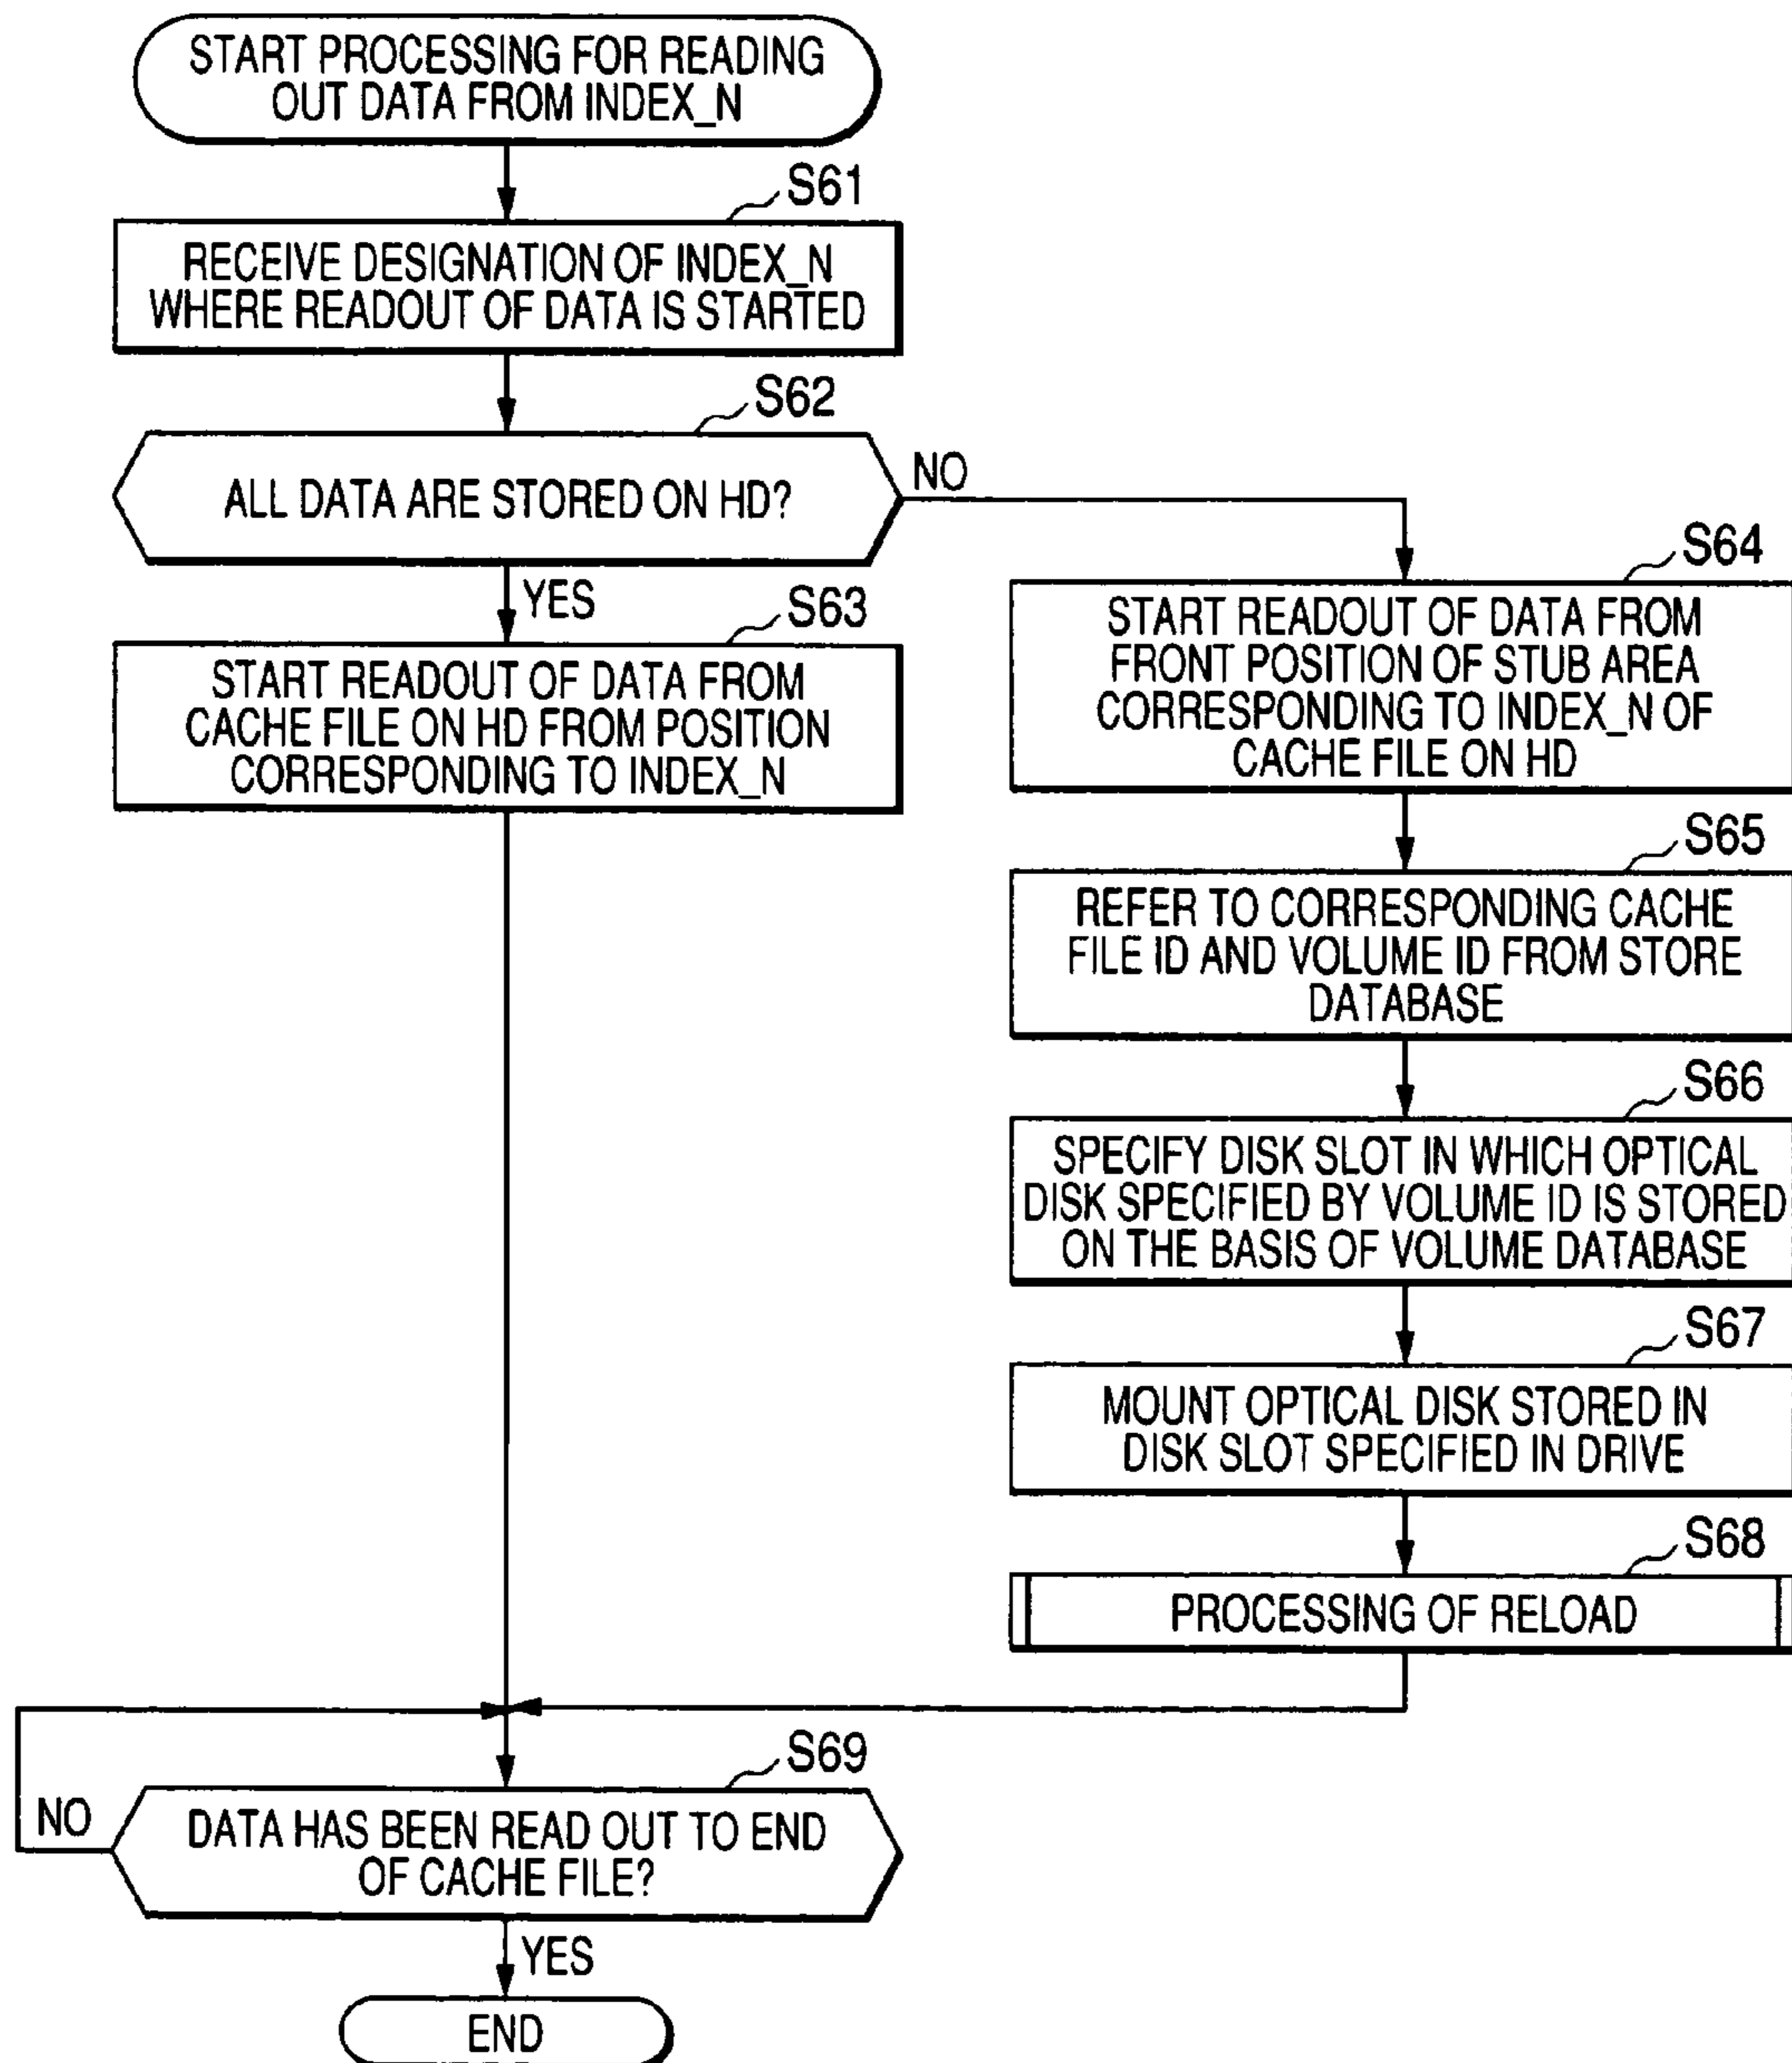 START PROCESSING FOR READING
OUT DATA FROM INDEX_N
S61
RECEIVE DESIGNATION OF INDEX_N
WHERE READOUT OF DATA IS STARTED
S62
ALL DATA ARE STORED ON HD?
NO
YES
S63
START READOUT OF DATA FROM
CACHE FILE ON HD FROM POSITION
CORRESPONDING TO INDEX_N
S64
START READOUT OF DATA FROM
FRONT POSITION OF STUB AREA
CORRESPONDING TO INDEX_N OF
CACHE FILE ON HD
S65
REFER TO CORRESPONDING CACHE
FILE ID AND VOLUME ID FROM STORE
DATABASE
S66
SPECIFY DISK SLOT IN WHICH OPTICAL
DISK SPECIFIED BY VOLUME ID IS STORED
ON THE BASIS OF VOLUME DATABASE
S67
MOUNT OPTICAL DISK STORED IN
DISK SLOT SPECIFIED IN DRIVE
S68
PROCESSING OF RELOAD
S69
DATA HAS BEEN READ OUT TO END
OF CACHE FILE?
NO
YES
END